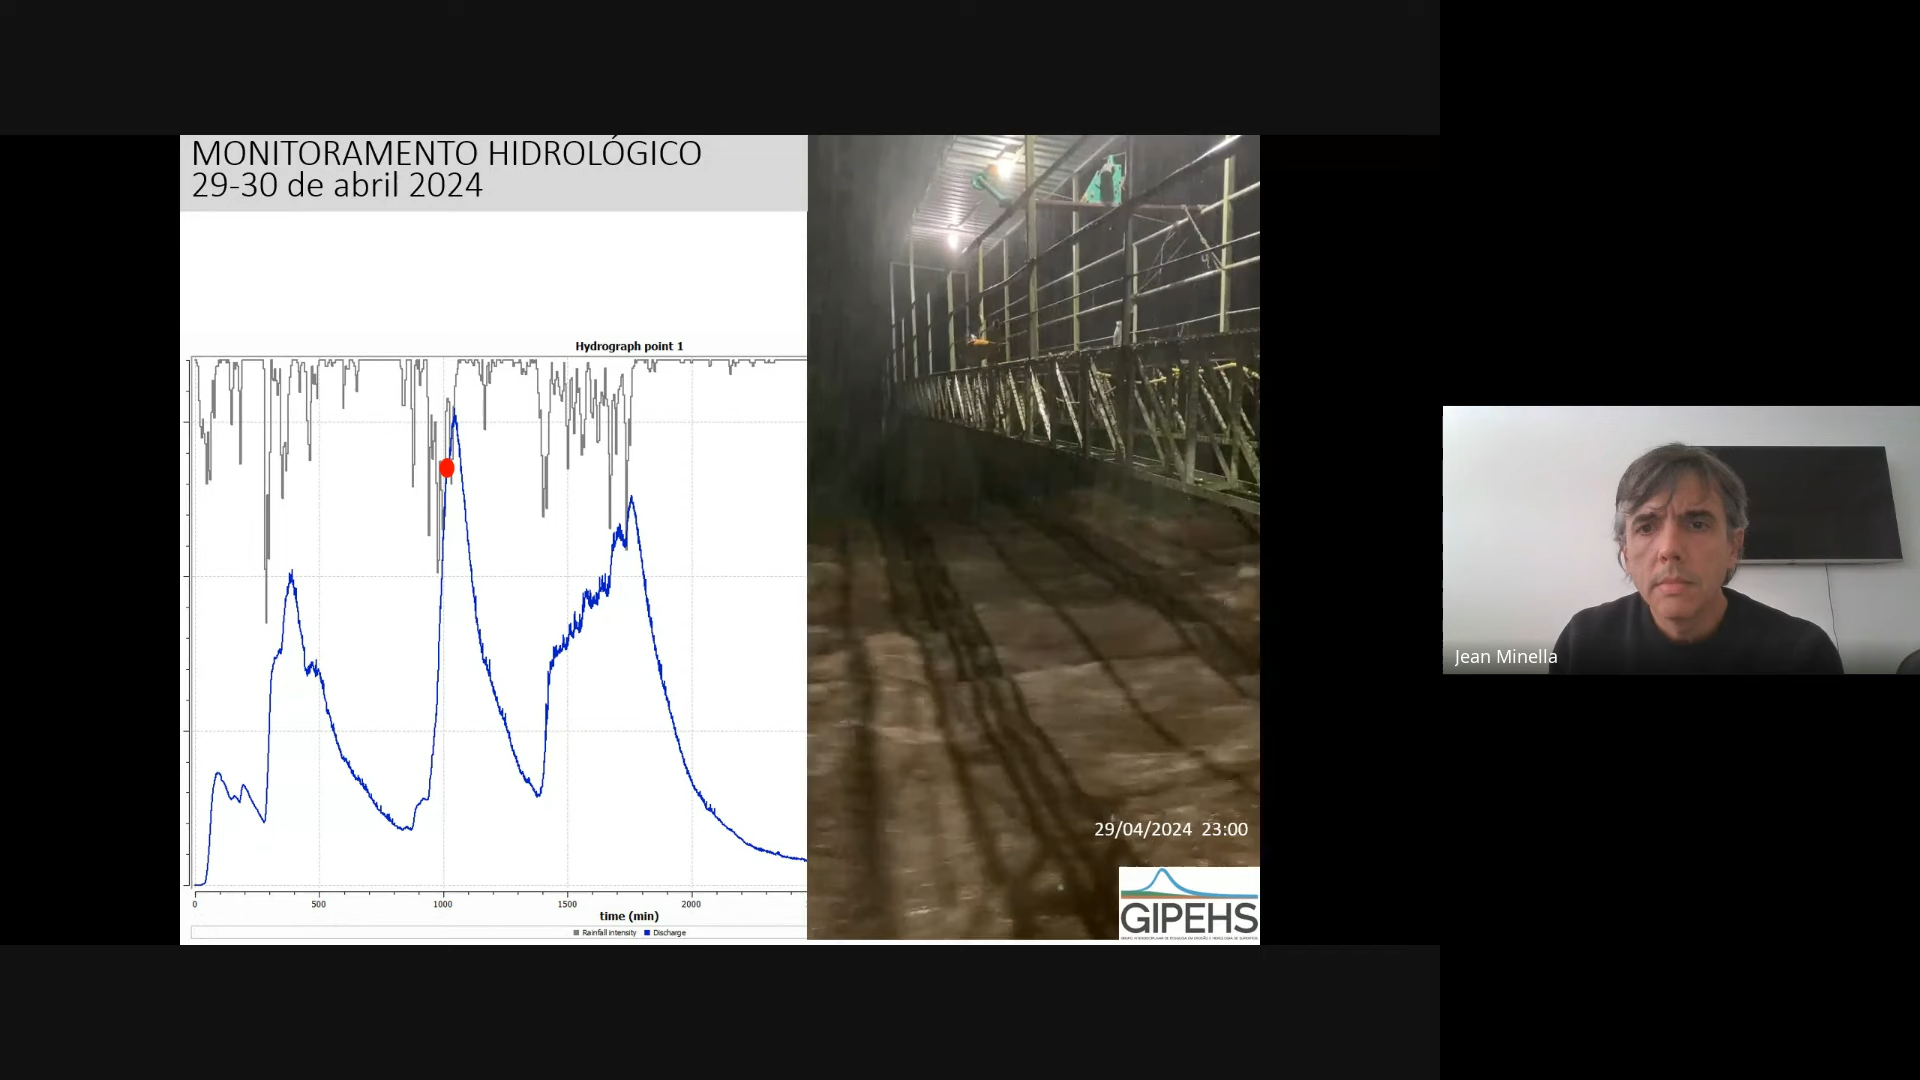 MONITORAMENTO HIDROLÓGICO
29-30 de abril 2024
Hydrograph point 1
0
500
1000
1500
2000
time (min)
Rainfall intensity
Discharge
29/04/2024 23:00
GIPEHS
Jean Minella